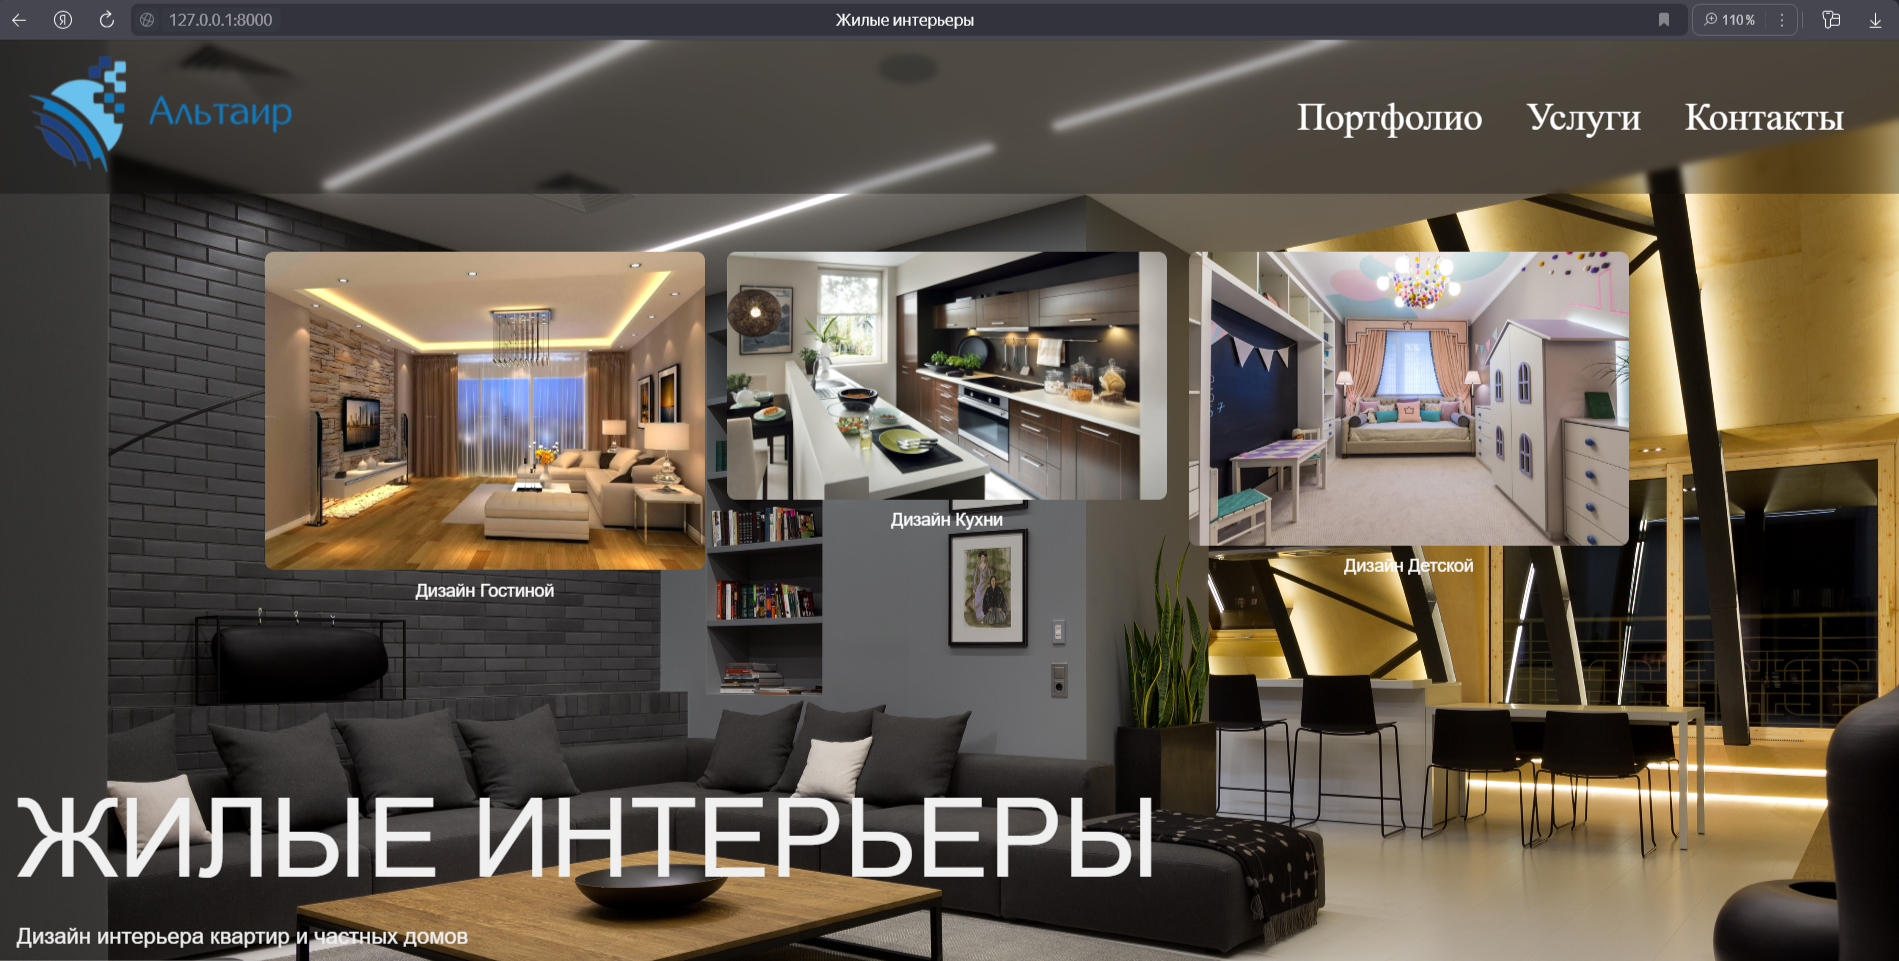 127.0.0.1:8000
Жилые интерьеры
110 %
Альтаир
Портфолио Услуги Контакты
Дизайн Гостиной
Дизайн Кухни
Дизайн Детской
ЖИЛЫЕ ИНТЕРЬЕРЫ
Дизайн интерьера квартир и частных домов